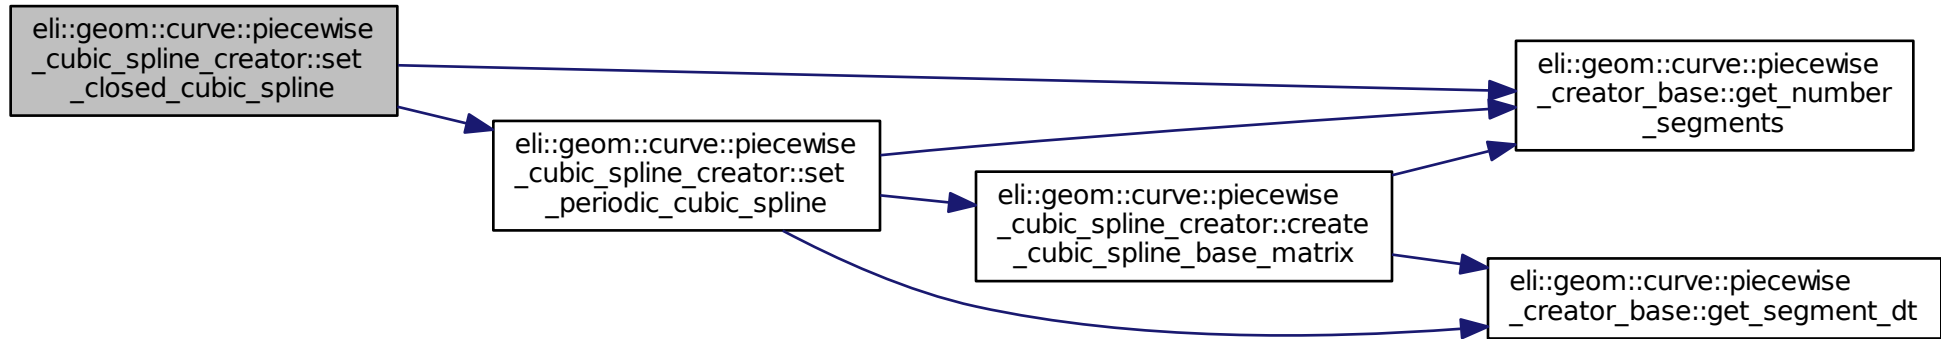 eli::geom::curve::piecewise
_cubic_spline_creator::set
_closed_cubic_spline
eli::geom::curve::piecewise
_cubic_spline_creator::set
_periodic_cubic_spline
eli::geom::curve::piecewise
_cubic_spline_creator::create
_cubic_spline_base_matrix
eli::geom::curve::piecewise
_creator_base::get_number
_segments
eli::geom::curve::piecewise
_creator_base::get_segment_dt